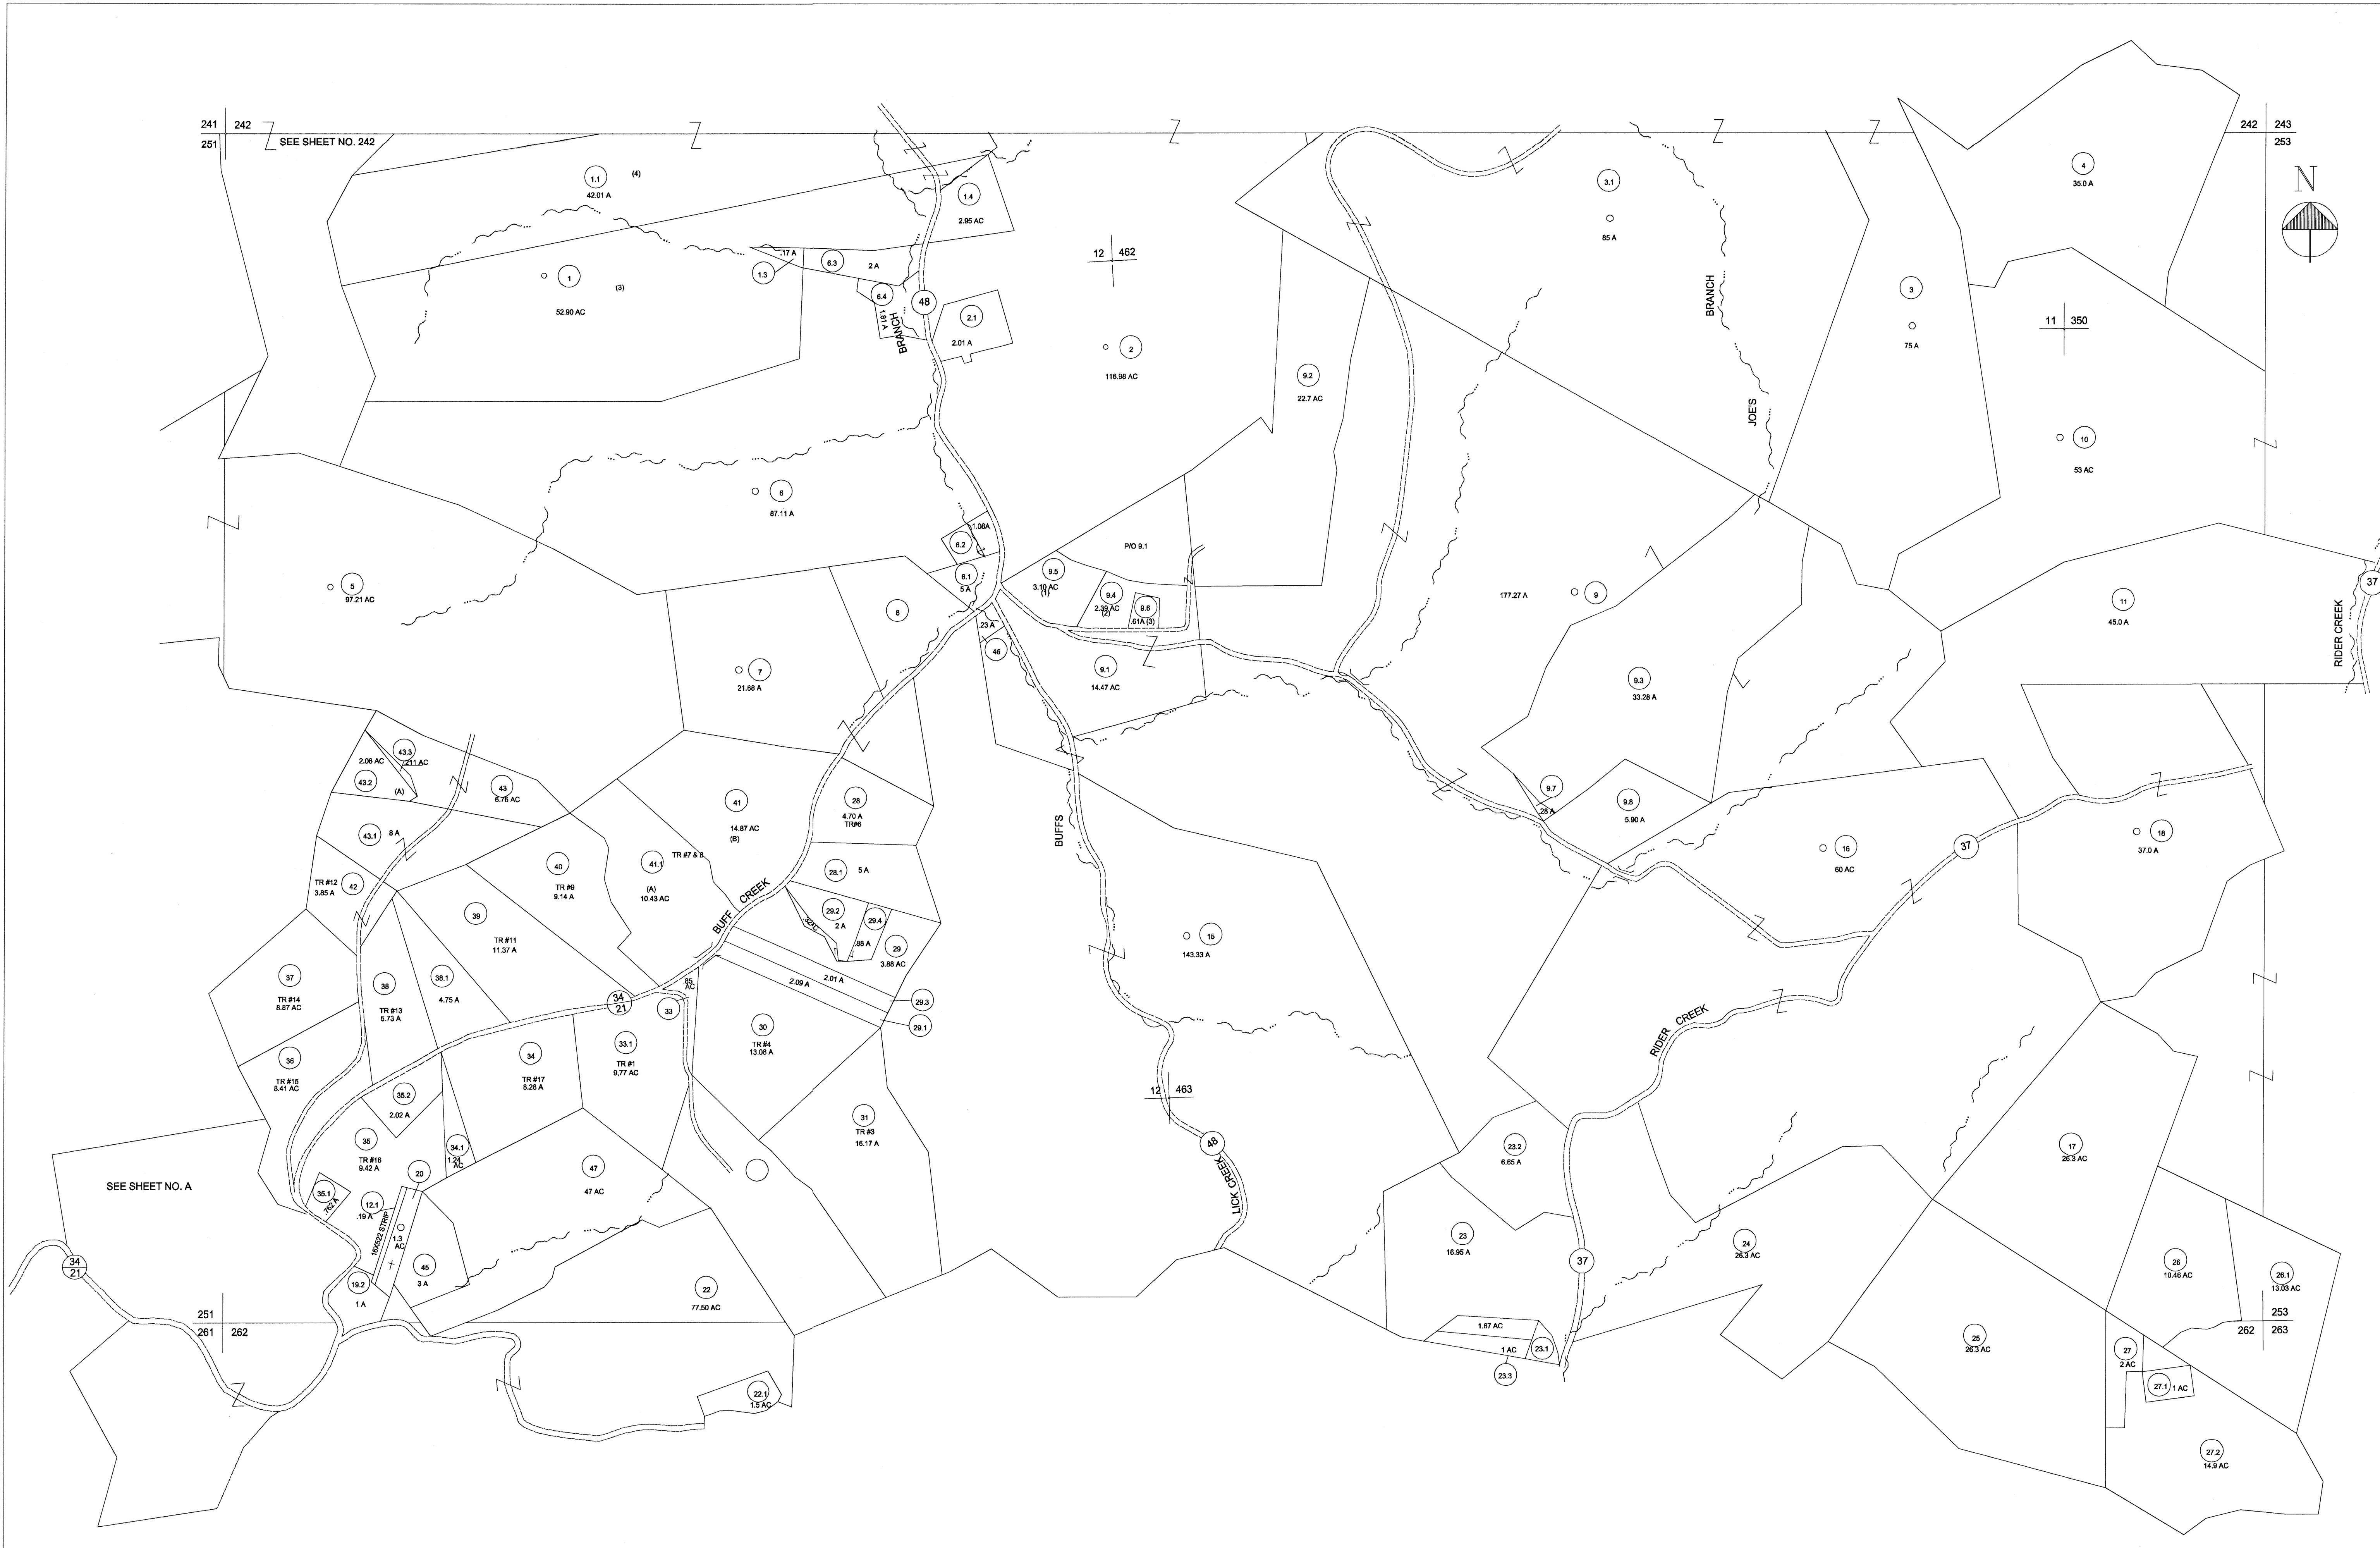 241 242
251
SEE SHEET NO. 242
242 243
253
N
1.1 (4)
42.01 A
1.4
2.95 AC
3.1
85 A
4
35.0 A
1
(3)
52.90 AC
.17 A
1.3
6.3
2 A
6.4
1.81 A
BRANCH
48
2.1
2.01 A
12 462
2
116.98 AC
9.2
22.7 AC
BRANCH
JOE'S
3
75 A
11 350
10
53 AC
6
87.11 A
1.08A
6.2
6.1
5 A
P/O 9.1
9.5
3.10 AC
(1)
9.4
2.39 AC
(2)
9.6
.61A (3)
5
97.21 AC
8
.23 A
46
177.27 A
9
11
45.0 A
37
RIDER CREEK
7
21.68 A
9.1
14.47 AC
9.3
33.28 A
43.3
.211 AC
2.06 AC
43.2
(A)
43
6.76 AC
41
14.87 AC
(B)
28
4.70 A
TR#6
9.7
.28 A
9.8
5.90 A
43.1
8 A
BUFFS
16
60 AC
37
18
37.0 A
TR #12
3.85 A
42
40
TR #9
9.14 A
41.1
TR #7 & 8
(A)
10.43 AC
28.1
5 A
BUFF CREEK
39
TR #11
11.37 A
29.2
2 A
29.4
.88 A
29
3.88 AC
15
143.33 A
37
TR #14
8.87 AC
38
TR #13
5.73 A
38.1
4.75 A
.85
AC
2.01 A
2.09 A
29.3
29.1
34
21
33
30
TR #4
13.08 A
36
TR #15
8.41 AC
34
TR #17
8.28 A
33.1
TR #1
9.77 AC
RIDER CREEK
35.2
2.02 A
12 463
31
TR #3
16.17 A
35
TR #16
9.42 A
34.1
1.24
AC
48
LICK CREEK
23.2
6.65 A
17
26.3 AC
SEE SHEET NO. A
20
47
47 AC
35.1
.762 A
12.1
.19 A
16X522 STRIP
1.3
AC
45
3 A
19.2
1 A
23
16.95 A
37
24
26.3 AC
34
21
26
10.46 AC
26.1
13.03 AC
22
77.50 AC
251
261 262
253
262 263
1.67 AC
1 AC
23.1
23.3
25
26.3 AC
27
2 AC
27.1 1 AC
22.1
1.5 AC
27.2
14.9 AC